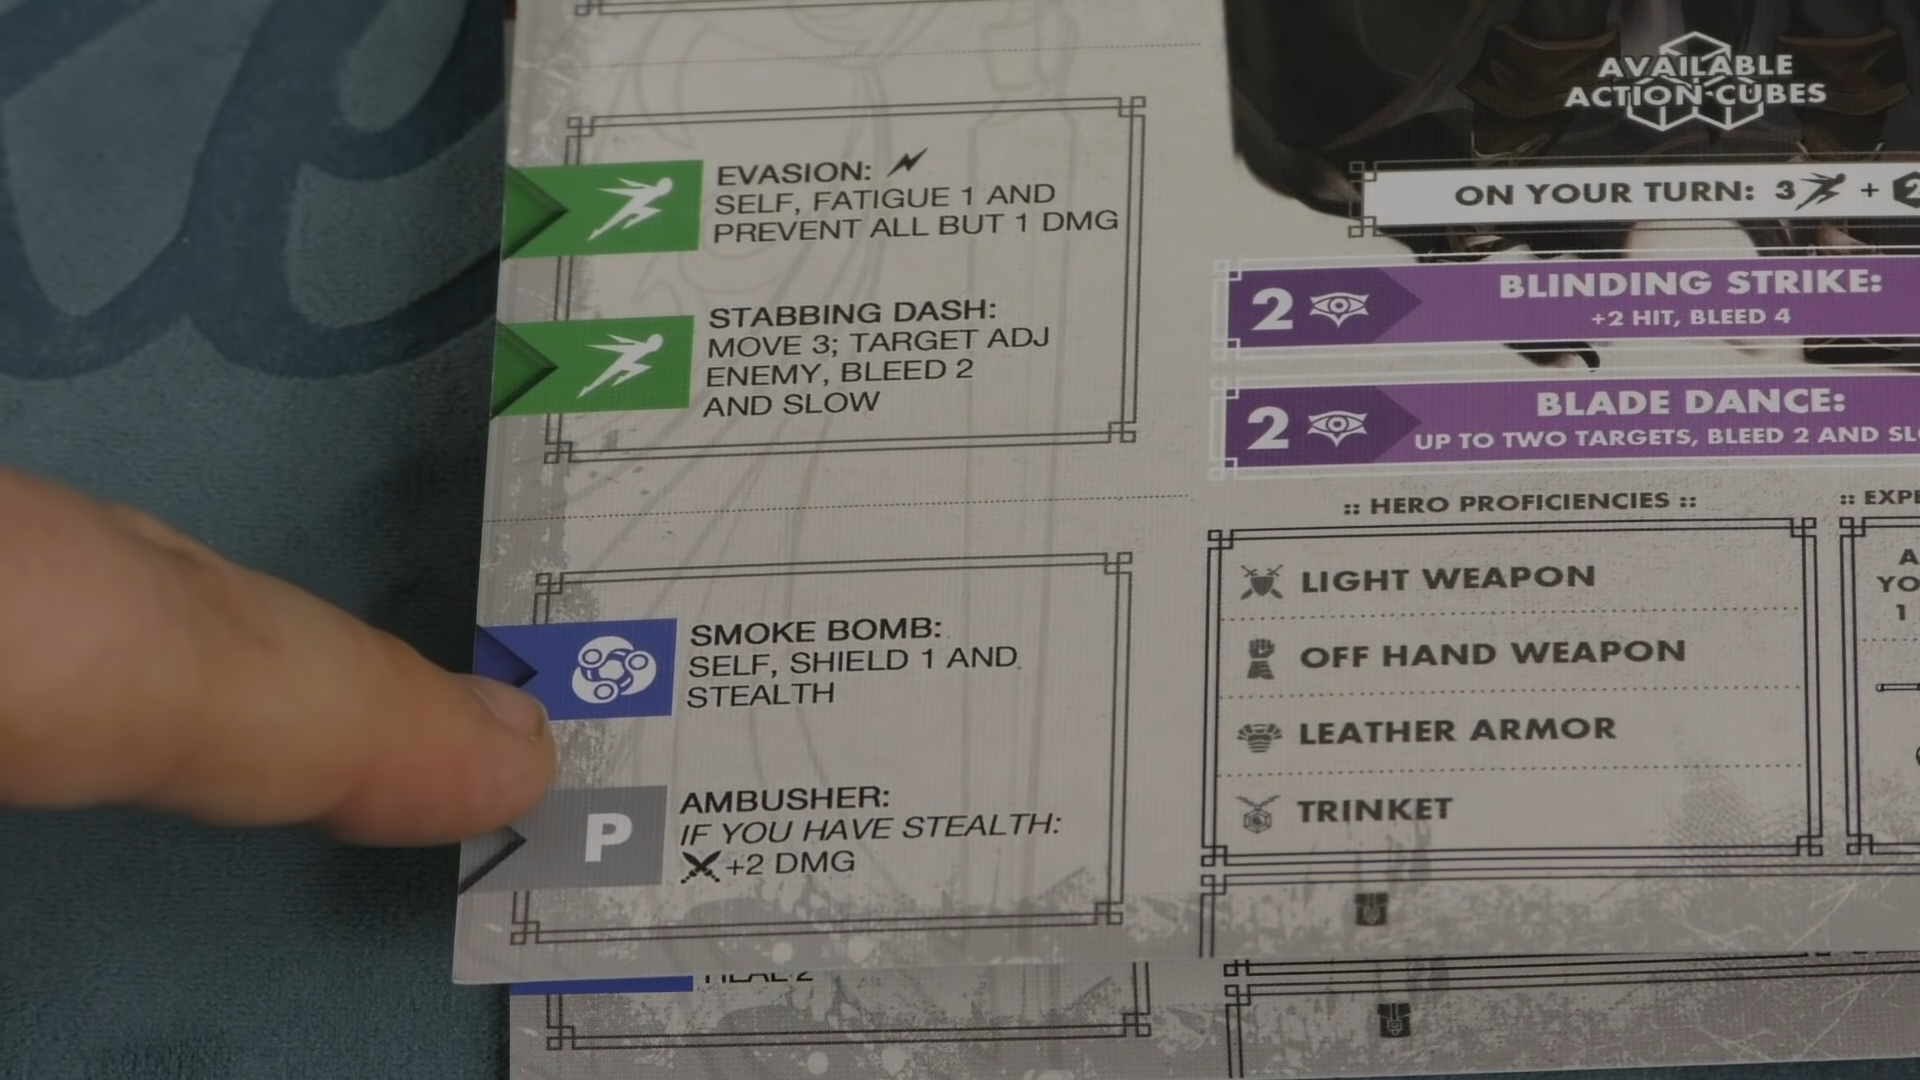 EVASION:
SELF, FATIGUE 1 AND
PREVENT ALL BUT 1 DMG
STABBING DASH:
MOVE 3; TARGET ADJ
ENEMY, BLEED 2
AND SLOW
SMOKE BOMB:
SELF, SHIELD 1 AND
STEALTH
P
AMBUSHER:
IF YOU HAVE STEALTH:
+2 DMG
AVAILABLE
ACTION CUBES
ON YOUR TURN: 3 + 2
2
BLINDING STRIKE:
+2 HIT, BLEED 4
2
BLADE DANCE:
UP TO TWO TARGETS, BLEED 2 AND
:: HERO PROFICIENCIES ::
LIGHT WEAPON
OFF HAND WEAPON
LEATHER ARMOR
TRINKET
1